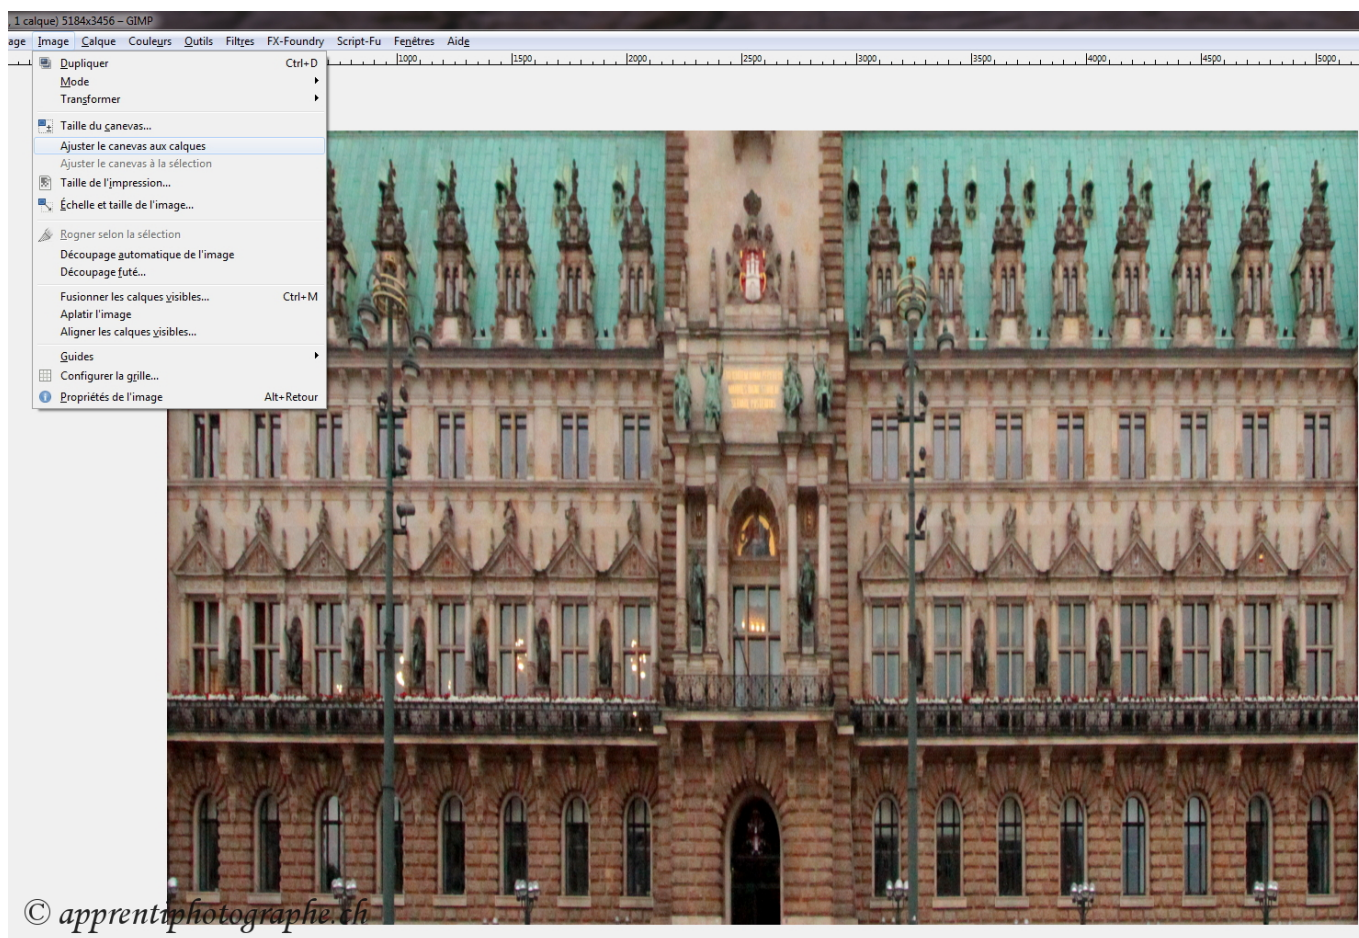 , 1 calque) 5184x3456 – GIMP
age Image Calque Couleurs Outils Filtres FX-Foundry Script-Fu Fenêtres Aide
1000 1500 2000 2500 3000 3500 4000 4500 5000
Dupliquer Ctrl+D
Mode
Transformer
Taille du canevas...
Ajuster le canevas aux calques
Ajuster le canevas à la sélection
Taille de l'impression...
Échelle et taille de l'image...
Rogner selon la sélection
Découpage automatique de l'image
Découpage futé...
Fusionner les calques visibles... Ctrl+M
Aplatir l'image
Aligner les calques visibles...
Guides
Configurer la grille...
Propriétés de l'image Alt+Retour
© apprentiphotographe.ch